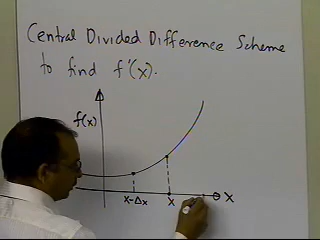 Central Divided Difference Scheme
to find f'(x).
f(x)
x-Δx
x
x